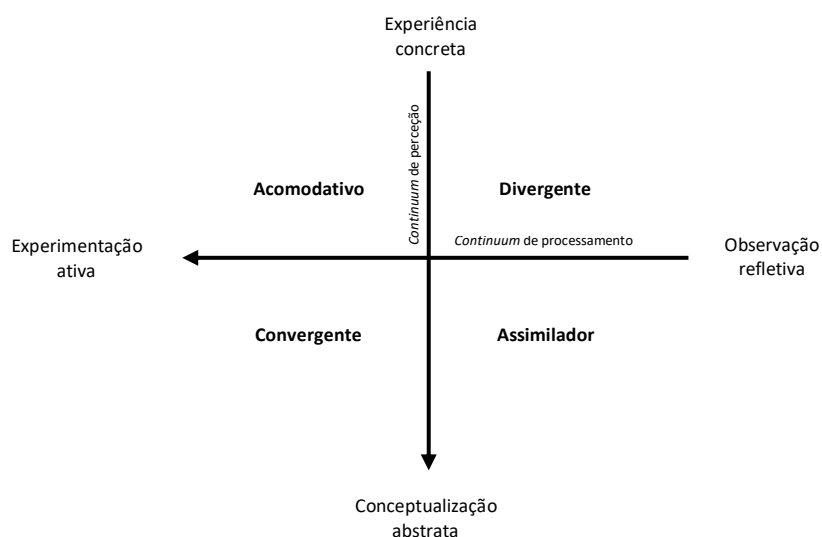 Experiência
concreta
Continuum de perceção
Acomodativo
Divergente
Experimentação
ativa
Continuum de processamento
Observação
refletiva
Convergente
Assimilador
Conceptualização
abstrata